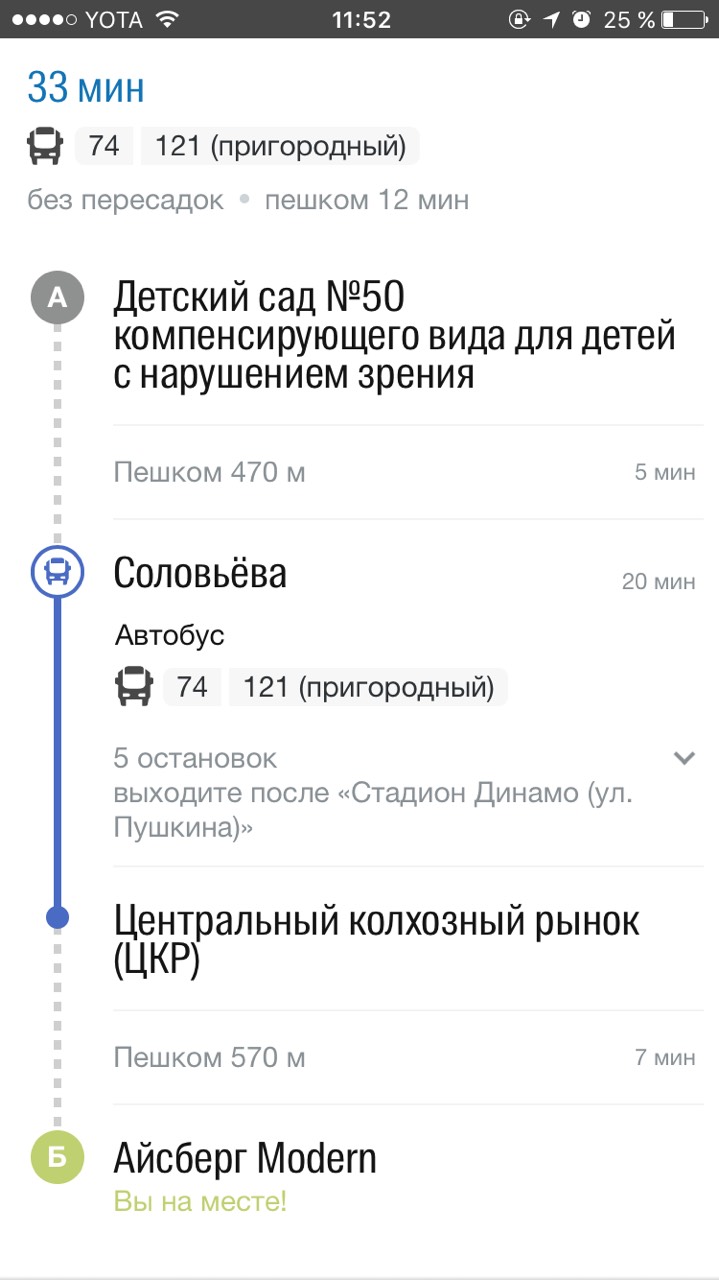 YOTA 11:52 25 %
33 мин
74 121 (пригородный)
без пересадок • пешком 12 мин
А Детский сад №50
компенсирующего вида для детей
с нарушением зрения
Пешком 470 м 5 мин
Соловьёва 20 мин
Автобус
74 121 (пригородный)
5 остановок
выходите после «Стадион Динамо (ул.
Пушкина)»
Центральный колхозный рынок
(ЦКР)
Пешком 570 м 7 мин
Б Айсберг Modern
Вы на месте!